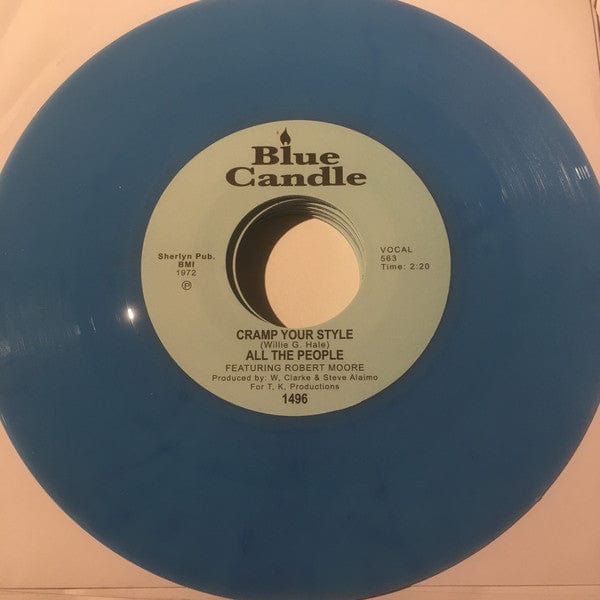 Blue
Candle
Sherlyn Pub.
BMI
1972
℗
VOCAL
563
Time: 2:20
CRAMP YOUR STYLE
(Willie G. Hale)
ALL THE PEOPLE
FEATURING ROBERT MOORE
Produced by: W, Clarke & Steve Alaimo
For T, K, Productions
1496